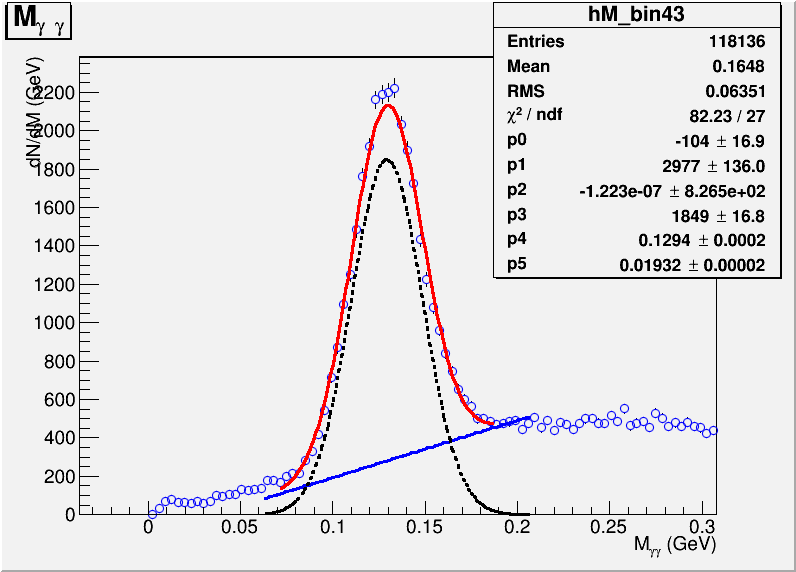 Mγ γ
hM_bin43
Entries 118136
Mean 0.1648
RMS 0.06351
χ² / ndf 82.23 / 27
p0 -104 ± 16.9
p1 2977 ± 136.0
p2 -1.223e-07 ± 8.265e+02
p3 1849 ± 16.8
p4 0.1294 ± 0.0002
p5 0.01932 ± 0.00002
dN/dM (GeV)
2200
2000
1800
1600
1400
1200
1000
800
600
400
200
0
0 0.05 0.1 0.15 0.2 0.25 0.3
Mγγ (GeV)